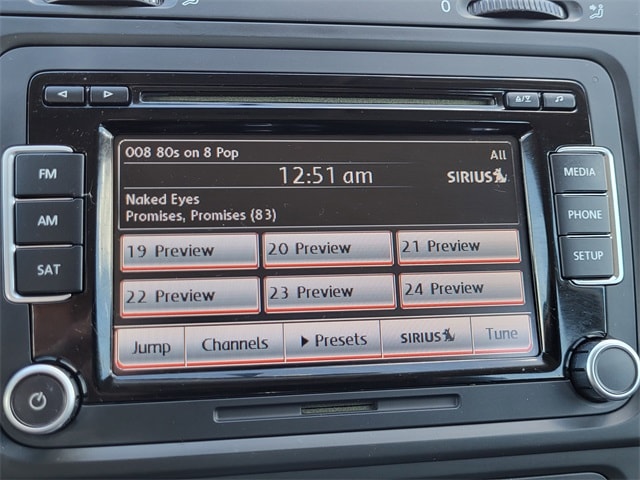 0
008 80s on 8 Pop All
12:51 am
SIRIUS
Naked Eyes
Promises, Promises (83)
19 Preview 20 Preview 21 Preview
22 Preview 23 Preview 24 Preview
Jump Channels Presets SIRIUS Tune
FM
AM
SAT
MEDIA
PHONE
SETUP